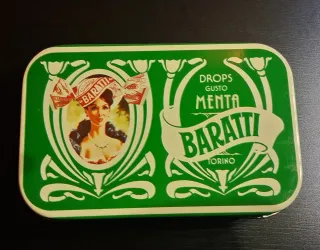 BARATTI
DROPS
GUSTO
MENTA
BARATTI
TORINO